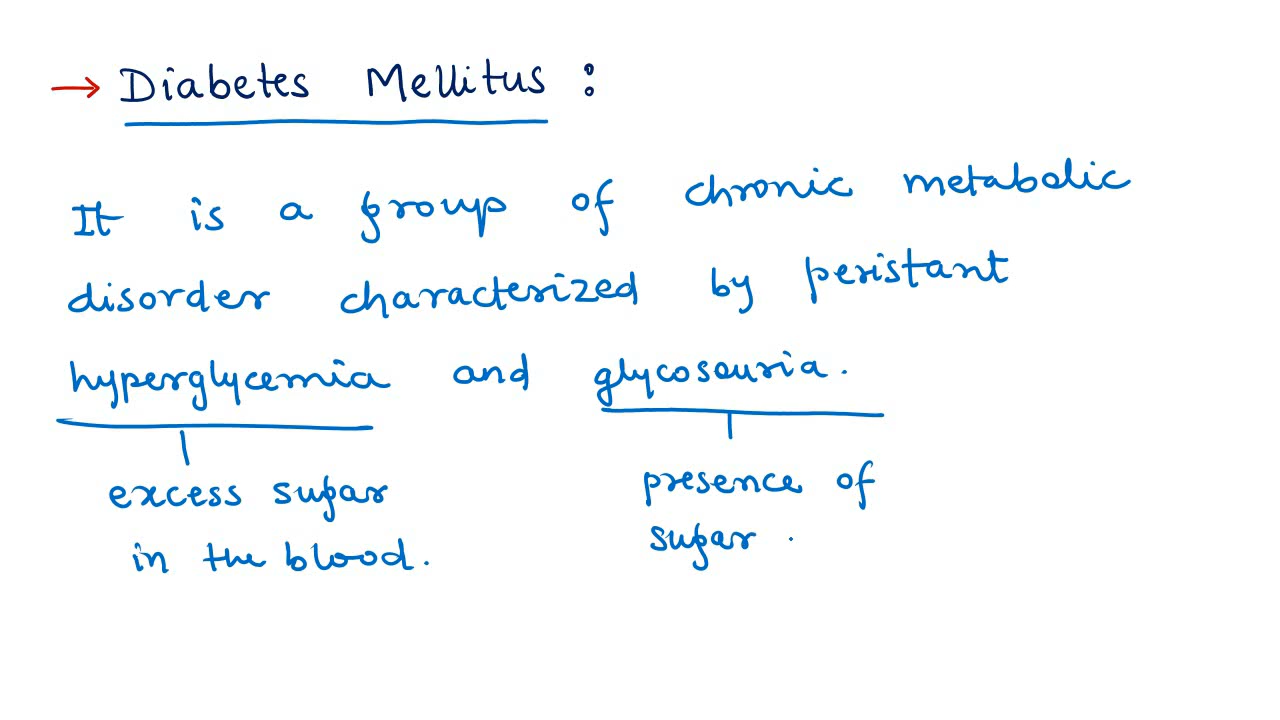 → Diabetes Mellitus :
It is a group of chronic metabolic
disorder characterized by peristant
hyperglycemia and glycosouria.
excess sugar
in the blood.
presence of
sugar .